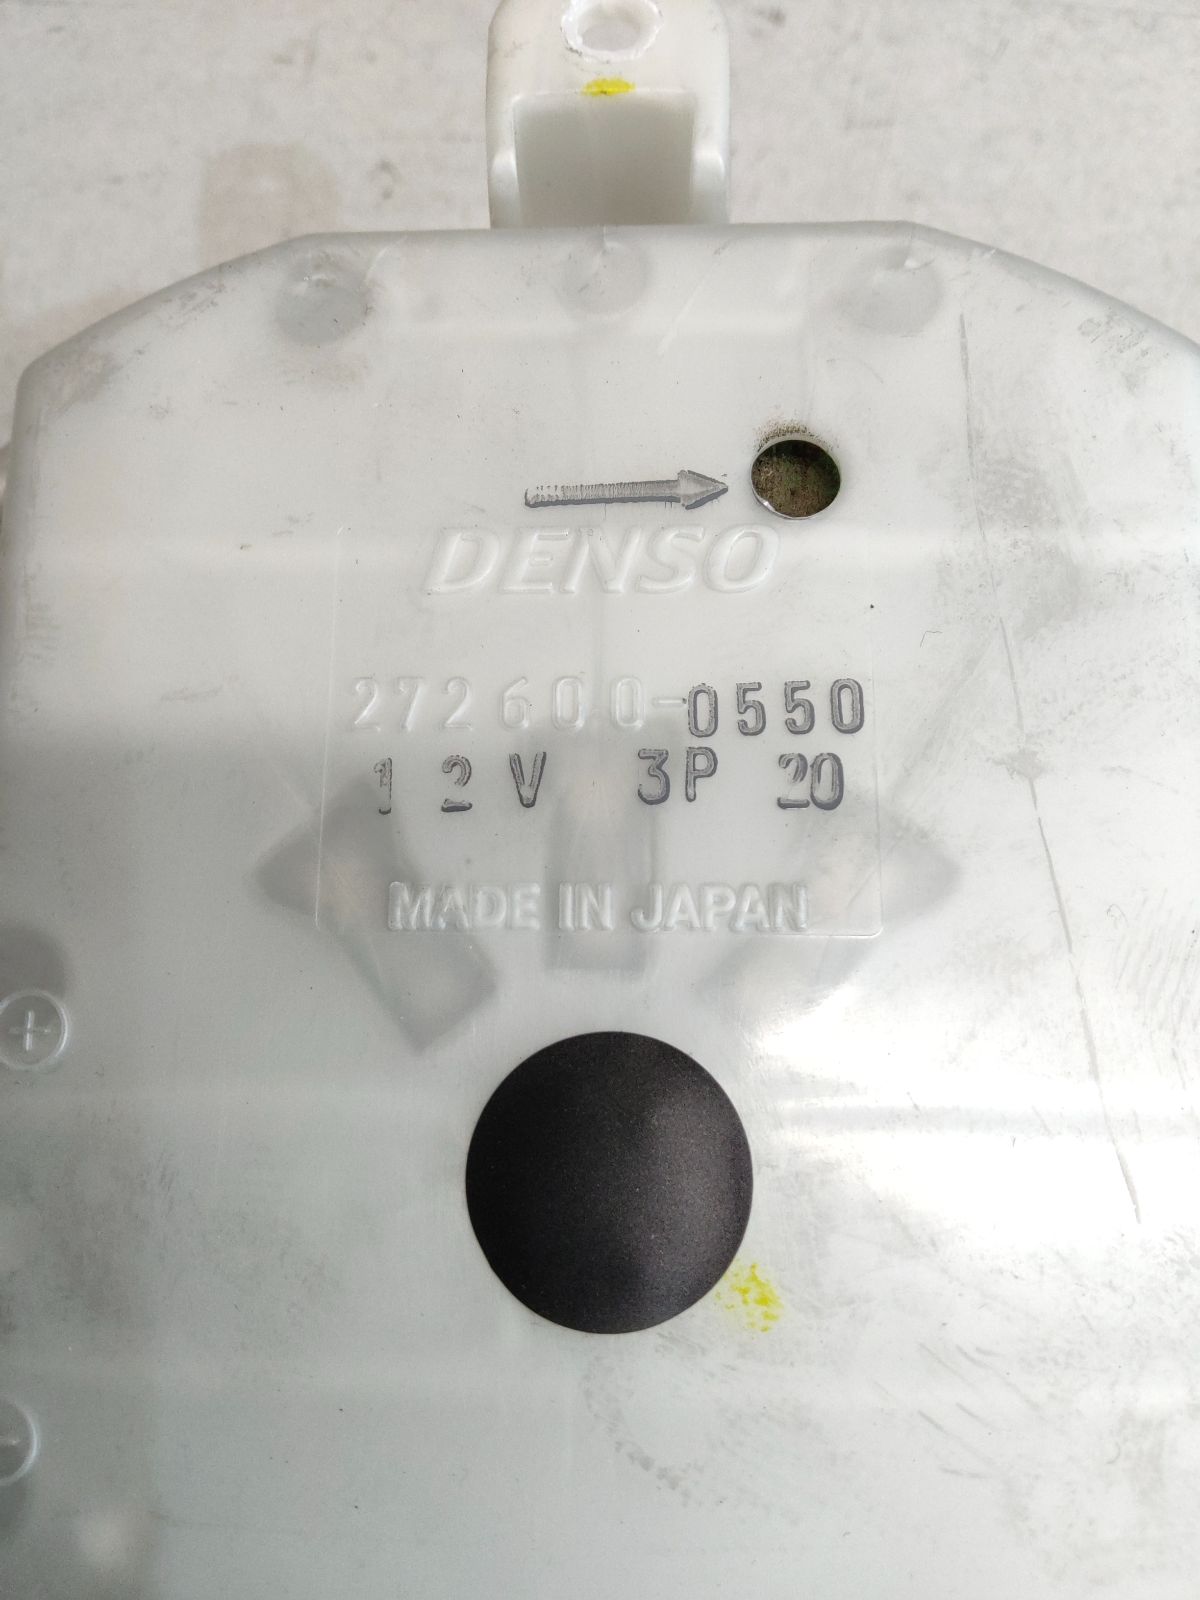 DENSO
272600-0550
12V 3P 20
MADE IN JAPAN
+
-